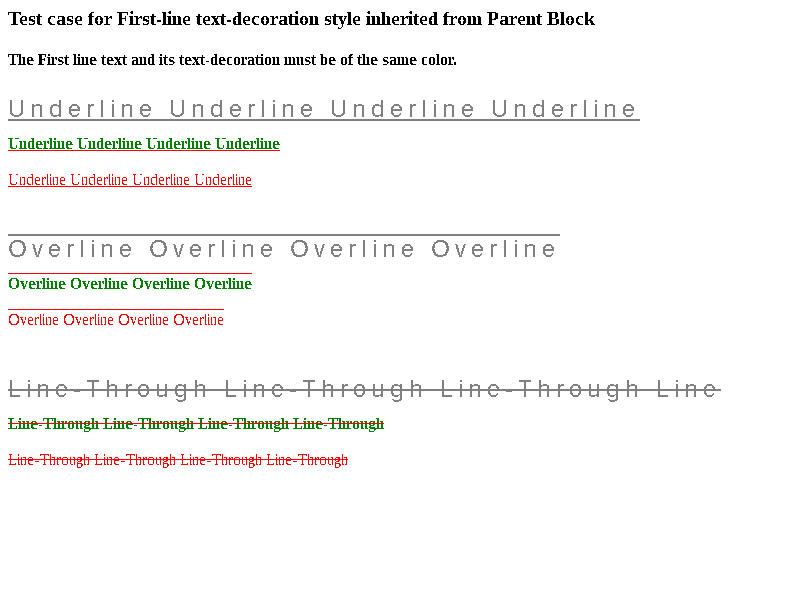 Test case for First-line text-decoration style inherited from Parent Block
The First line text and its text-decoration must be of the same color.
Underline Underline Underline Underline
Underline Underline Underline Underline
Underline Underline Underline Underline
Overline Overline Overline Overline
Overline Overline Overline Overline
Overline Overline Overline Overline
Line-Through Line-Through Line-Through Line
Line-Through Line-Through Line-Through Line-Through
Line-Through Line-Through Line-Through Line-Through